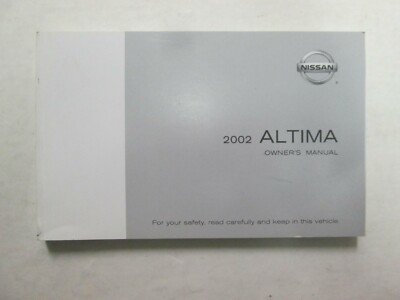 NISSAN
2002 ALTIMA
OWNER'S MANUAL
For your safety, read carefully and keep in this vehicle.